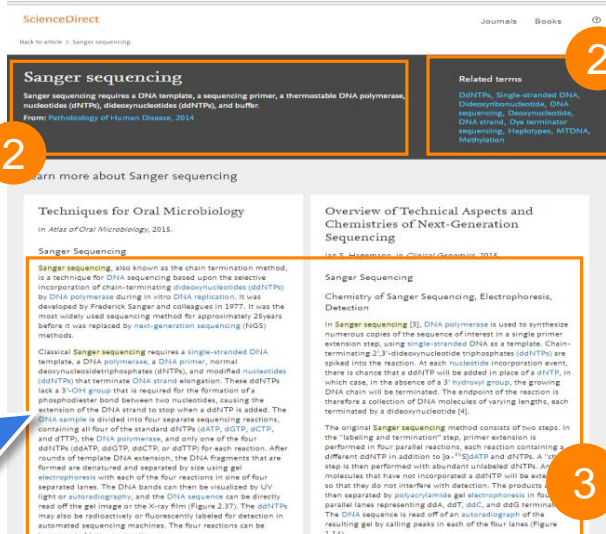 ScienceDirect
Journals Books
Back to article > Sanger sequencing
2
Sanger sequencing
Sanger sequencing requires a DNA template, a sequencing primer, a thermostable DNA polymerase,
nucleotides (dNTPs), dideoxynucleotides (ddNTPs), and buffer.
From: Pathobiology of Human Disease, 2014
Related terms
DdNTPs, Single-stranded DNA,
Dideoxyribonucleotide, DNA
sequencing, Deoxynucleotide,
DNA strand, Dye terminator
sequencing, Haplotypes, MTDNA,
Methylation
2
more about Sanger sequencing
Techniques for Oral Microbiology
in Atlas of Oral Microbiology, 2015.
Sanger Sequencing
Sanger sequencing, also known as the chain termination method,
is a technique for DNA sequencing based upon the selective
incorporation of chain-terminating dideoxynucleotides (ddNTPs)
by DNA polymerase during in vitro DNA replication. It was
developed by Frederick Sanger and colleagues in 1977. It was the
most widely used sequencing method for approximately 25years
before it was replaced by next-generation sequencing (NGS)
methods.
Classical Sanger sequencing requires a single-stranded DNA
template, a DNA polymerase, a DNA primer, normal
deoxynucleosidetriphosphates (dNTPs), and modified nucleotides
(ddNTPs) that terminate DNA strand elongation. These ddNTPs
lack a 3'-OH group that is required for the formation of a
phosphodiester bond between two nucleotides, causing the
extension of the DNA strand to stop when a ddNTP is added. The
DNA sample is divided into four separate sequencing reactions,
containing all four of the standard dNTPs (dATP, dGTP, dCTP,
and dTTP), the DNA polymerase, and only one of the four
ddNTPs (ddATP, ddGTP, ddCTP, or ddTTP) for each reaction. After
rounds of template DNA extension, the DNA fragments that are
formed are denatured and separated by size using gel
electrophoresis with each of the four reactions in one of four
separated lanes. The DNA bands can then be visualized by UV
light or autoradiography, and the DNA sequence can be directly
read off the gel image or the X-ray film (Figure 2.37). The ddNTPs
may also be radioactively or fluorescently labeled for detection in
automated sequencing machines. The four reactions can be
Overview of Technical Aspects and
Chemistries of Next-Generation
Sequencing
Ian S. Hagemann, in Clinical Genomics, 2015
Sanger Sequencing
Chemistry of Sanger Sequencing, Electrophoresis,
Detection
In Sanger sequencing [3], DNA polymerase is used to synthesize
numerous copies of the sequence of interest in a single primer
extension step, using single-stranded DNA as a template. Chain-
terminating 2',3'-dideoxynucleotide triphosphates (ddNTPs) are
spiked into the reaction. At each nucleotide incorporation event,
there is chance that a ddNTP will be added in place of a dNTP, in
which case, in the absence of a 3' hydroxyl group, the growing
DNA chain will be terminated. The endpoint of the reaction is
therefore a collection of DNA molecules of varying lengths, each
terminated by a dideoxynucleotide [4].
The original Sanger sequencing method consists of two steps. In
the "labeling and termination" step, primer extension is
performed in four parallel reactions, each reaction containing a
different ddNTP in addition to [α-³⁵S]dATP and dNTPs. A
step is then performed with abundant unlabeled dNTPs.
molecules that have not incorporated a ddNTP will be
so that they do not interfere with detection. The products
then separated by polyacrylamide gel electrophoresis in
parallel lanes representing ddA, ddT, ddC, and ddG
The DNA sequence is read off of an autoradiograph of the
resulting gel by calling peaks in each of the four lanes (Figure
3